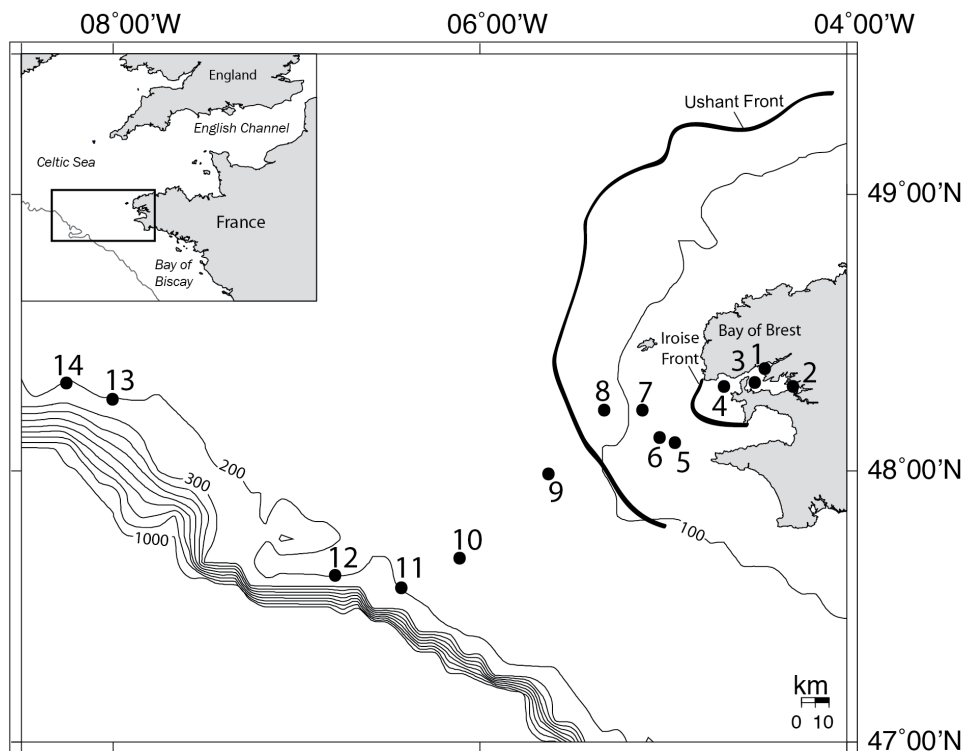 08°00'W
06°00'W
04°00'W
England
English Channel
Celtic Sea
France
Bay of
Biscay
Ushant Front
49°00'N
Iroise
Front
Bay of Brest
3
1
2
4
14
13
8
7
6
5
200
300
1000
48°00'N
9
100
10
12
11
km
0 10
47°00'N